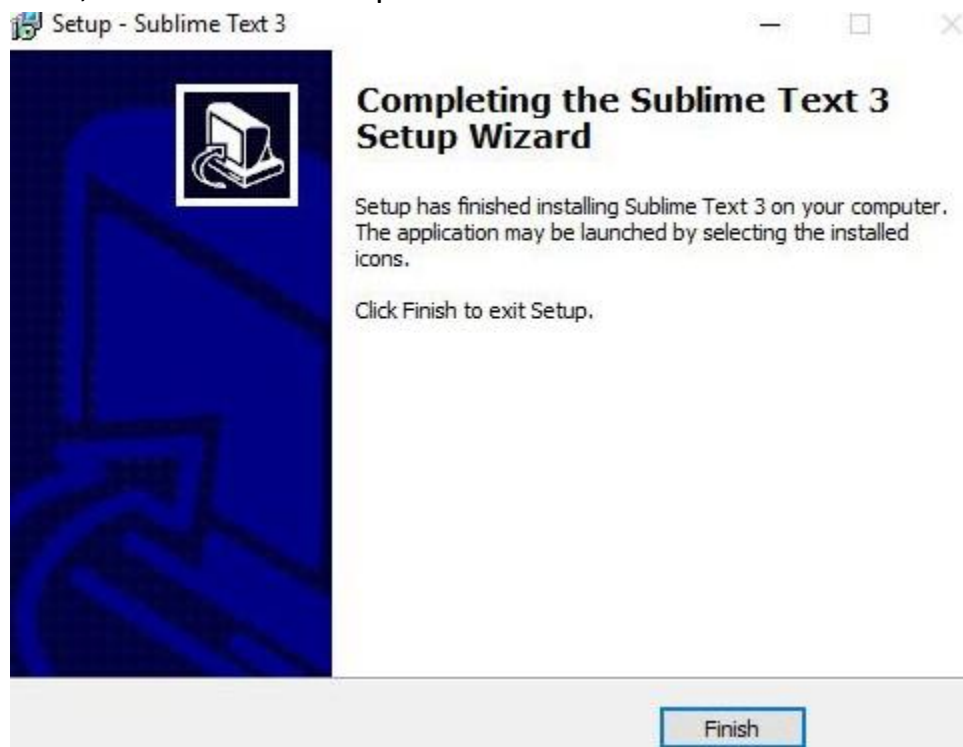 Setup - Sublime Text 3
Completing the Sublime Text 3
Setup Wizard
Setup has finished installing Sublime Text 3 on your computer.
The application may be launched by selecting the installed
icons.
Click Finish to exit Setup.
Finish